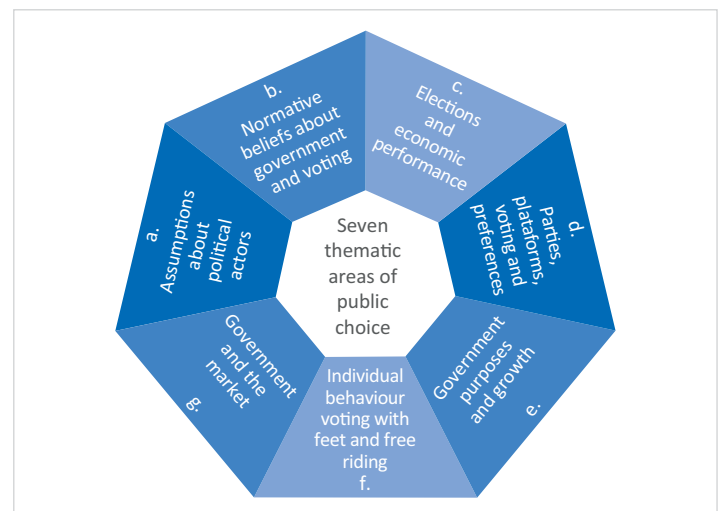 Seven
thematic
areas of
public
choice
a.
Assumptions
about
political
actors
b.
Normative
beliefs about
government
and voting
c.
Elections
and
economic
performance
d.
Parties,
plataforms,
voting and
preferences
Government
purposes
and growth
e.
Individual
behaviour
voting with
feet and free
riding
f.
Government
and the
market
g.